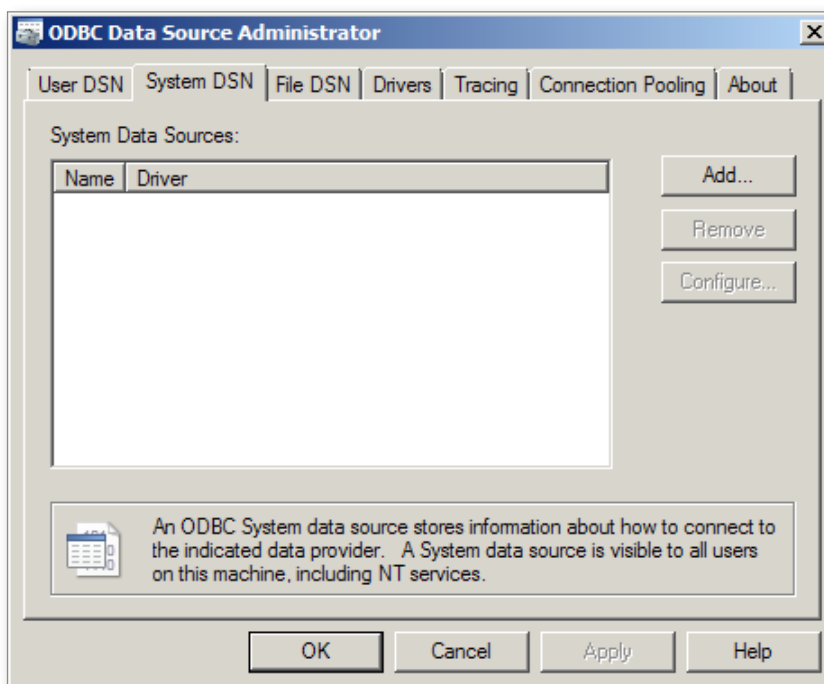 ODBC Data Source Administrator
User DSN System DSN File DSN Drivers Tracing Connection Pooling About
System Data Sources:
Name Driver
Add...
Remove
Configure...
An ODBC System data source stores information about how to connect to
the indicated data provider. A System data source is visible to all users
on this machine, including NT services.
OK Cancel Apply Help